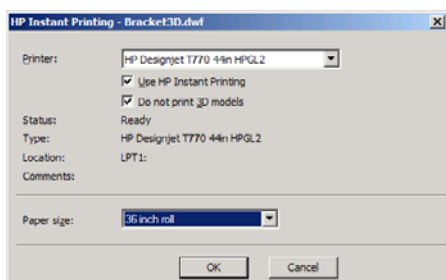 HP Instant Printing - Bracket3D.dwf
Printer: HP Designjet T770 44in HPGL2
Use HP Instant Printing
Do not print 3D models
Status: Ready
Type: HP Designjet T770 44in HPGL2
Location: LPT1:
Comments:
Paper size: 36 inch roll
OK Cancel